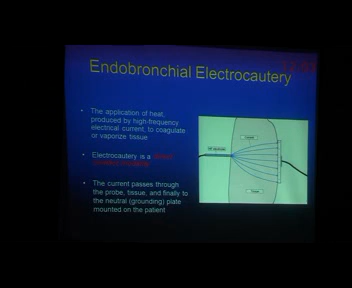 Endobronchial Electrocautery
• The application of heat,
produced by high-frequency
electrical current, to coagulate
or vaporize tissue
• Electrocautery is a
• The current passes through
the probe, tissue, and finally to
the neutral (grounding) plate
mounted on the patient